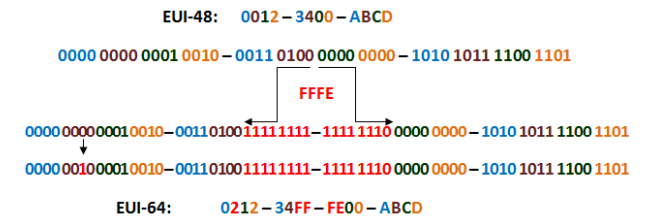 EUI-48: 0012–3400–ABCD
0000 0000 0001 0010–0011 0100 0000 0000–1010 1011 1100 1101
FFFE
0000 0000 0001 0010–0011 0100 1111 1111–1111 1110 0000 0000–1010 1011 1100 1101
0000 0010 0001 0010–0011 0100 1111 1111–1111 1110 0000 0000–1010 1011 1100 1101
EUI-64: 0212–34FF–FE00–ABCD